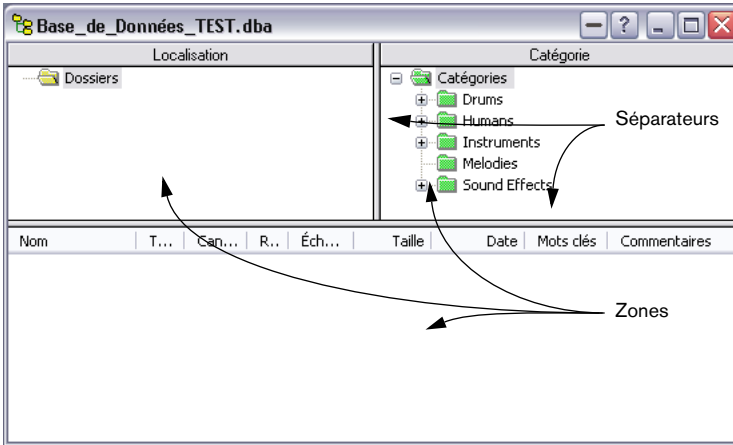 Base_de_Données_TEST.dba
Localisation
Catégorie
Dossiers
Catégories
Drums
Humans
Séparateurs
Instruments
Melodies
Sound Effects
Nom T... Can... R.. Éch... Taille Date Mots clés Commentaires
Zones